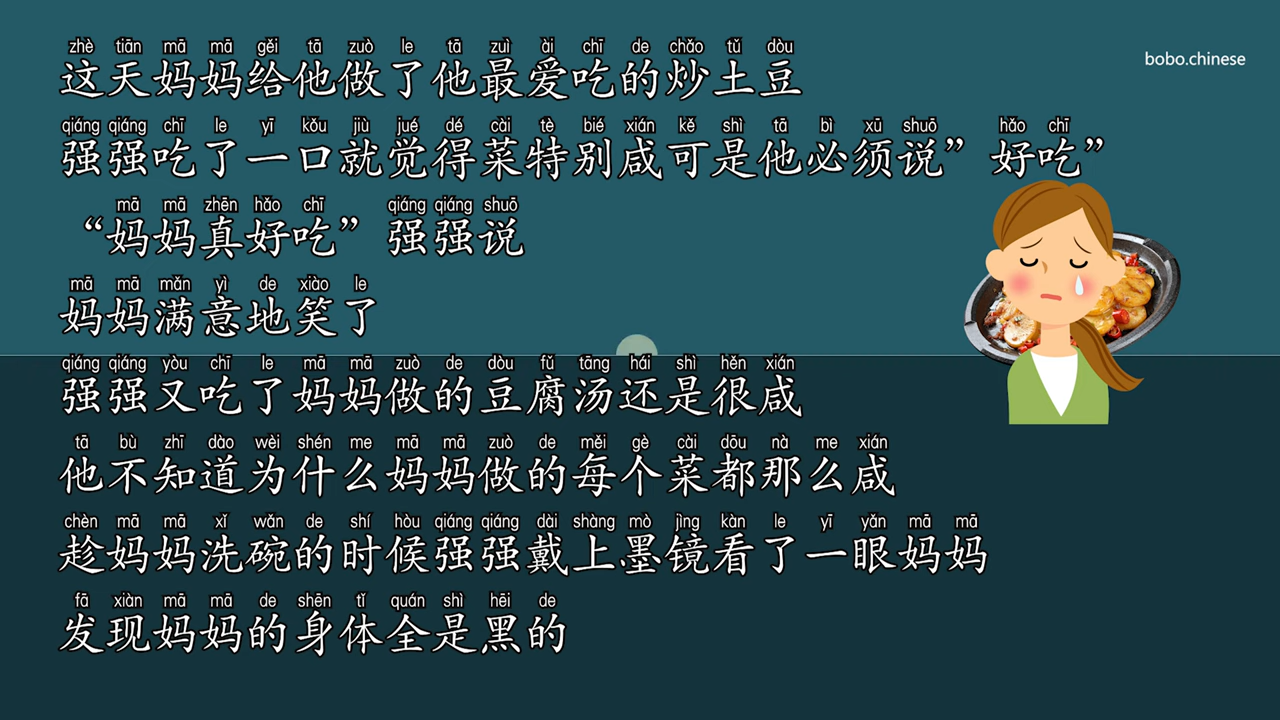 bobo.chinese
zhè tiān mā mā gěi tā zuò le tā zuì ài chī de chǎo tǔ dòu
这天妈妈给他做了他最爱吃的炒土豆
qiáng qiáng chī le yī kǒu jiù jué dé cài tè bié xián kě shì tā bì xū shuō hǎo chī
强强吃了一口就觉得菜特别咸可是他必须说”好吃”
mā mā zhēn hǎo chī qiáng qiáng shuō
“妈妈真好吃”强强说
mā mā mǎn yì de xiào le
妈妈满意地笑了
qiáng qiáng yòu chī le mā mā zuò de dòu fǔ tāng hái shì hěn xián
强强又吃了妈妈做的豆腐汤还是很咸
tā bù zhī dào wèi shén me mā mā zuò de měi gè cài dōu nà me xián
他不知道为什么妈妈做的每个菜都那么咸
chèn mā mā xǐ wǎn de shí hòu qiáng qiáng dài shàng mò jìng kàn le yī yǎn mā mā
趁妈妈洗碗的时候强强戴上墨镜看了一眼妈妈
fā xiàn mā mā de shēn tǐ quán shì hēi de
发现妈妈的身体全是黑的